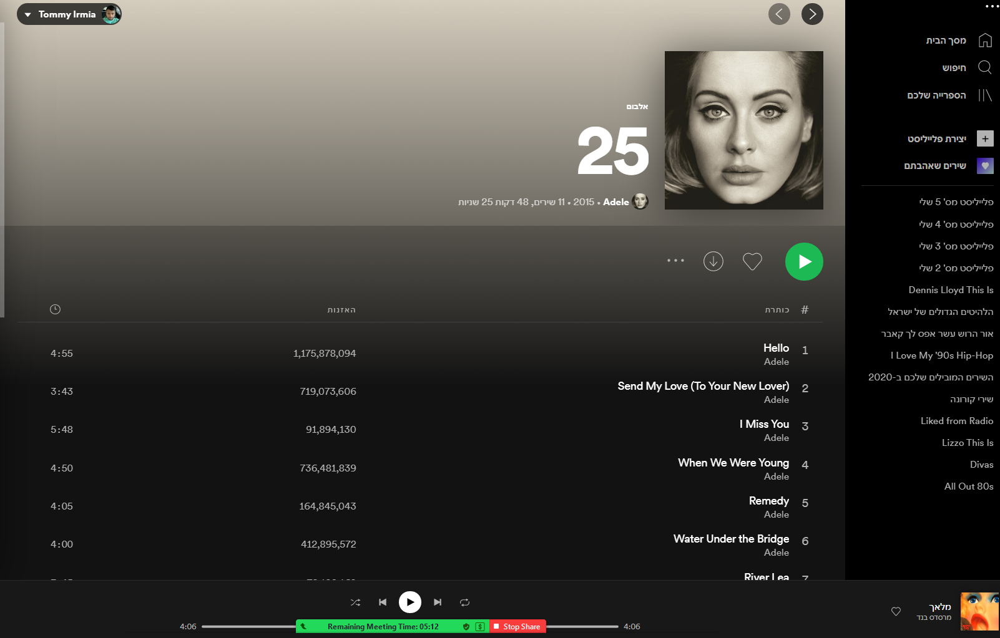 Tommy Irmia
מסך הבית
חיפוש
הספרייה שלכם
יצירת פלייליסט
שירים שאהבתם
פלייליסט מס' 5 שלי
פלייליסט מס' 4 שלי
פלייליסט מס' 3 שלי
פלייליסט מס' 2 שלי
Dennis Lloyd This Is
הלהיטים הגדולים של ישראל
אור הרוש עשר אפס לך קאבר
I Love My '90s Hip-Hop
השירים המובילים שלכם ב-2020
שירי קורונה
Liked from Radio
Lizzo This Is
Divas
All Out 80s
אלבום
25
Adele • 2015 • 11 שירים, 48 דקות 25 שניות
# כותרת האזנות
1 Hello 1,175,878,094 4:55
Adele
2 Send My Love (To Your New Lover) 719,073,606 3:43
Adele
3 I Miss You 91,894,130 5:48
Adele
4 When We Were Young 736,481,839 4:50
Adele
5 Remedy 164,845,043 4:05
Adele
6 Water Under the Bridge 412,895,572 4:00
Adele
7 River Lea
מלאך
מרסדס בנד
4:06 Remaining Meeting Time: 05:12 $ Stop Share 4:06